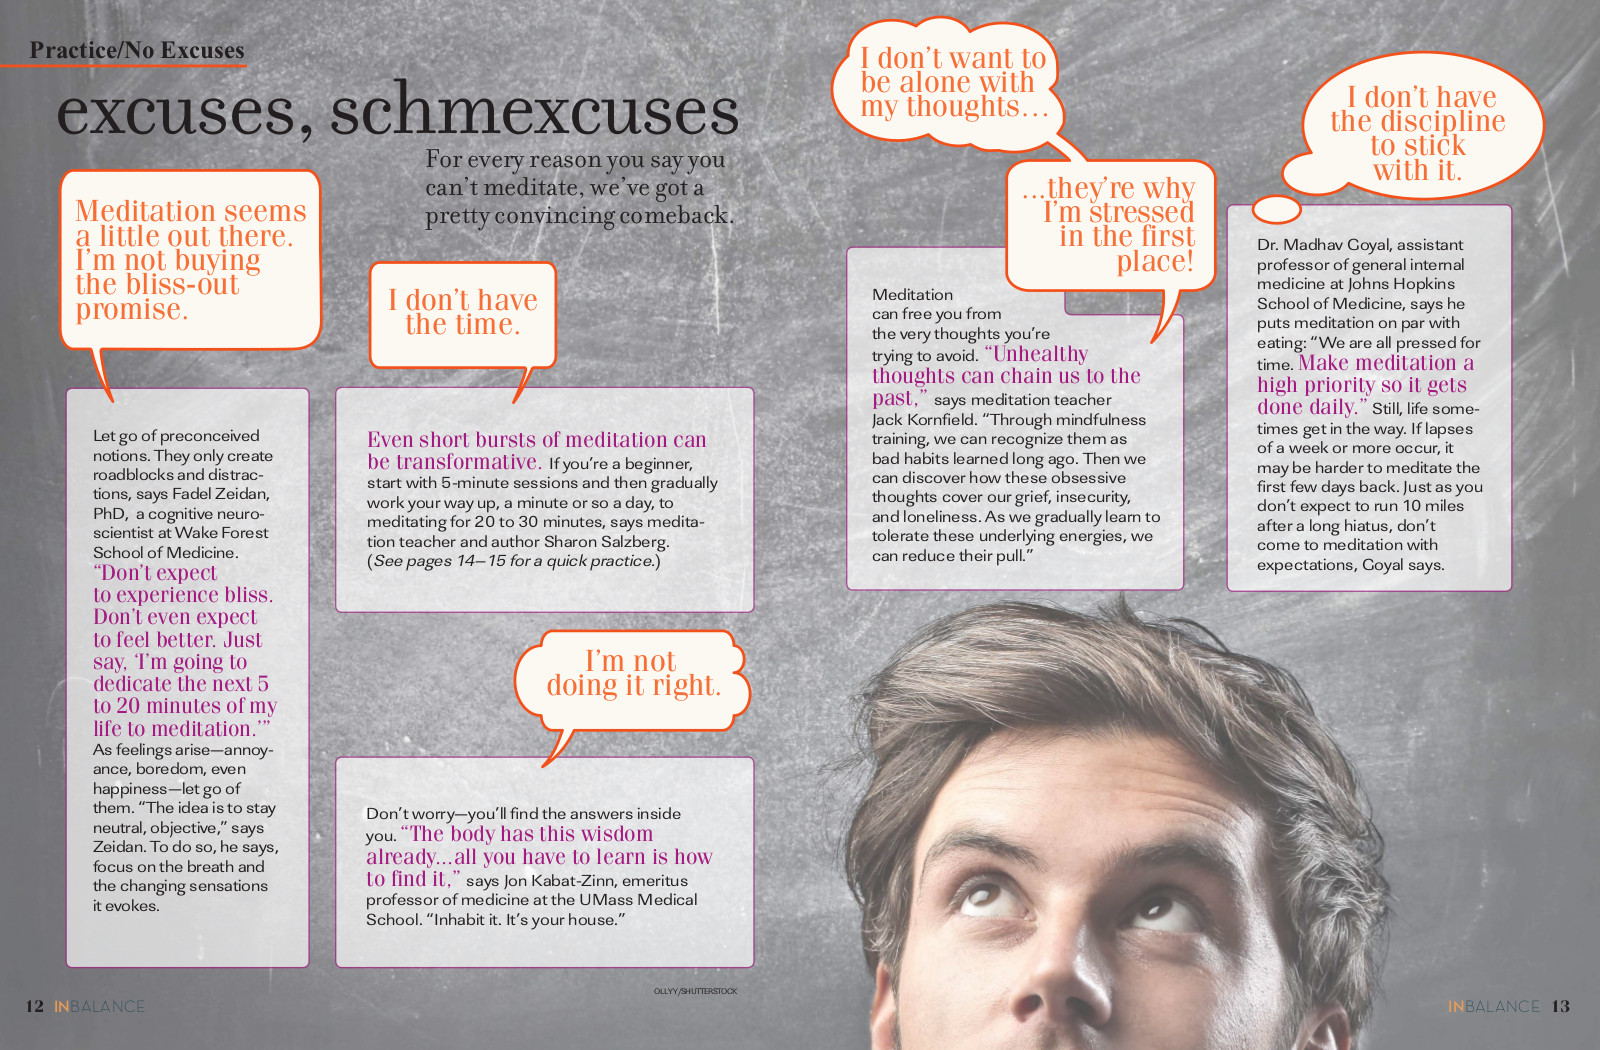 Practice/No Excuses
excuses, schmexcuses
For every reason you say you
can't meditate, we've got a
pretty convincing comeback.
Meditation seems
a little out there.
I'm not buying
the bliss-out
promise.
Let go of preconceived
notions. They only create
roadblocks and distrac-
tions, says Fadel Zeidan,
PhD, a cognitive neuro-
scientist at Wake Forest
School of Medicine.
“Don't expect
to experience bliss.
Don't even expect
to feel better. Just
say, 'I'm going to
dedicate the next 5
to 20 minutes of my
life to meditation.'”
As feelings arise—annoy-
ance, boredom, even
happiness—let go of
them. “The idea is to stay
neutral, objective,” says
Zeidan. To do so, he says,
focus on the breath and
the changing sensations
it evokes.
I don't have
the time.
Even short bursts of meditation can
be transformative. If you're a beginner,
start with 5-minute sessions and then gradually
work your way up, a minute or so a day, to
meditating for 20 to 30 minutes, says medita-
tion teacher and author Sharon Salzberg.
(See pages 14–15 for a quick practice.)
I'm not
doing it right.
Don't worry—you'll find the answers inside
you. “The body has this wisdom
already...all you have to learn is how
to find it,” says Jon Kabat-Zinn, emeritus
professor of medicine at the UMass Medical
School. “Inhabit it. It's your house.”
OLLYY/SHUTTERSTOCK
12 INBALANCE
I don't want to
be alone with
my thoughts...
...they're why
I'm stressed
in the first
place!
Meditation
can free you from
the very thoughts you're
trying to avoid. “Unhealthy
thoughts can chain us to the
past,” says meditation teacher
Jack Kornfield. “Through mindfulness
training, we can recognize them as
bad habits learned long ago. Then we
can discover how these obsessive
thoughts cover our grief, insecurity,
and loneliness. As we gradually learn to
tolerate these underlying energies, we
can reduce their pull.”
I don't have
the discipline
to stick
with it.
Dr. Madhav Goyal, assistant
professor of general internal
medicine at Johns Hopkins
School of Medicine, says he
puts meditation on par with
eating: “We are all pressed for
time. Make meditation a
high priority so it gets
done daily.” Still, life some-
times get in the way. If lapses
of a week or more occur, it
may be harder to meditate the
first few days back. Just as you
don't expect to run 10 miles
after a long hiatus, don't
come to meditation with
expectations, Goyal says.
INBALANCE 13